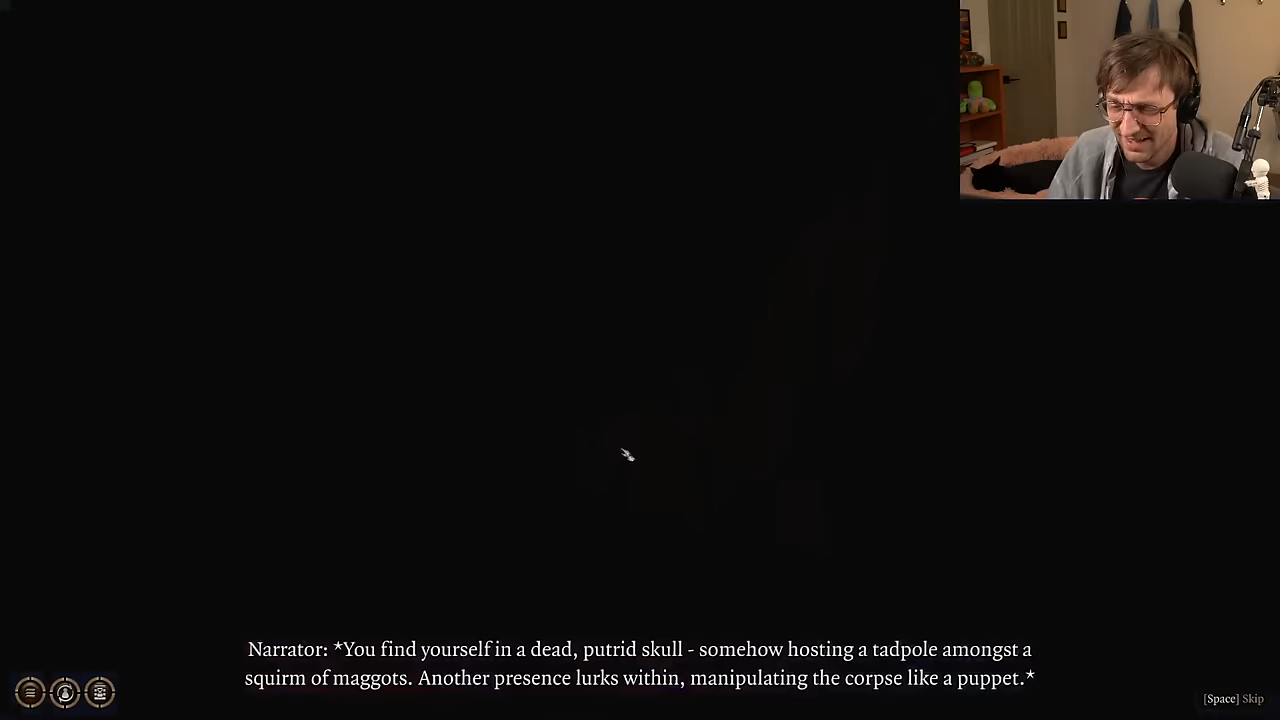 Narrator: *You find yourself in a dead, putrid skull - somehow hosting a tadpole amongst a
squirm of maggots. Another presence lurks within, manipulating the corpse like a puppet.*
[Space] Skip